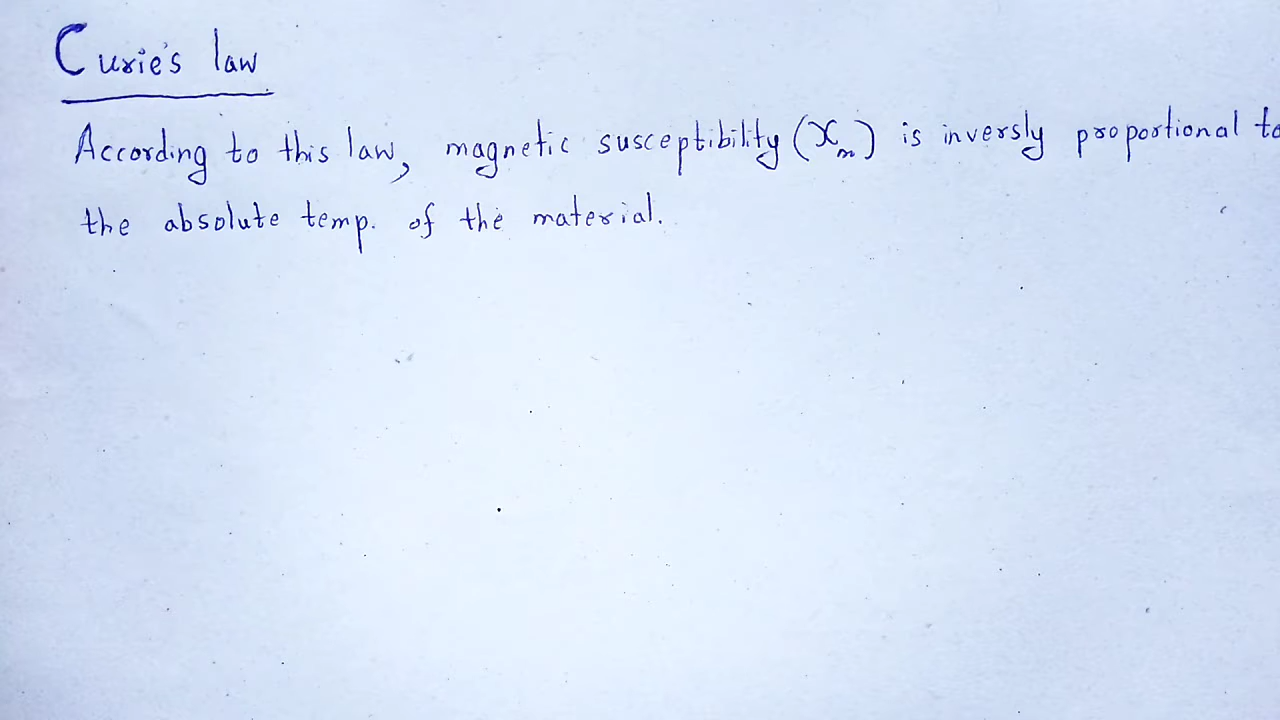 Curie's law
According to this law, magnetic susceptibility (χm) is inversly proportional to
the absolute temp. of the material.